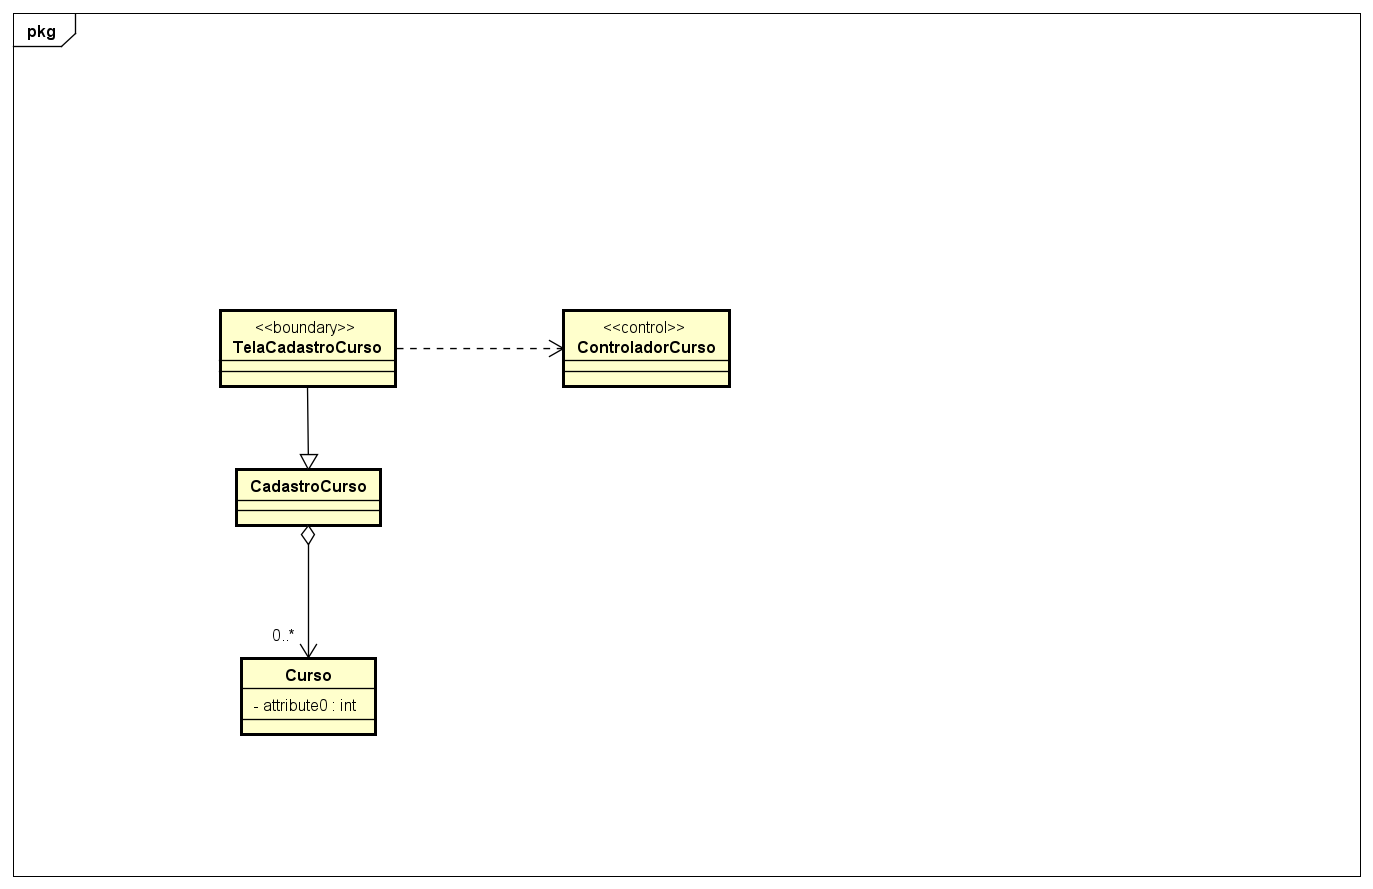 pkg
<<boundary>>
TelaCadastroCurso
<<control>>
ControladorCurso
CadastroCurso
0..*
Curso
- attribute0 : int